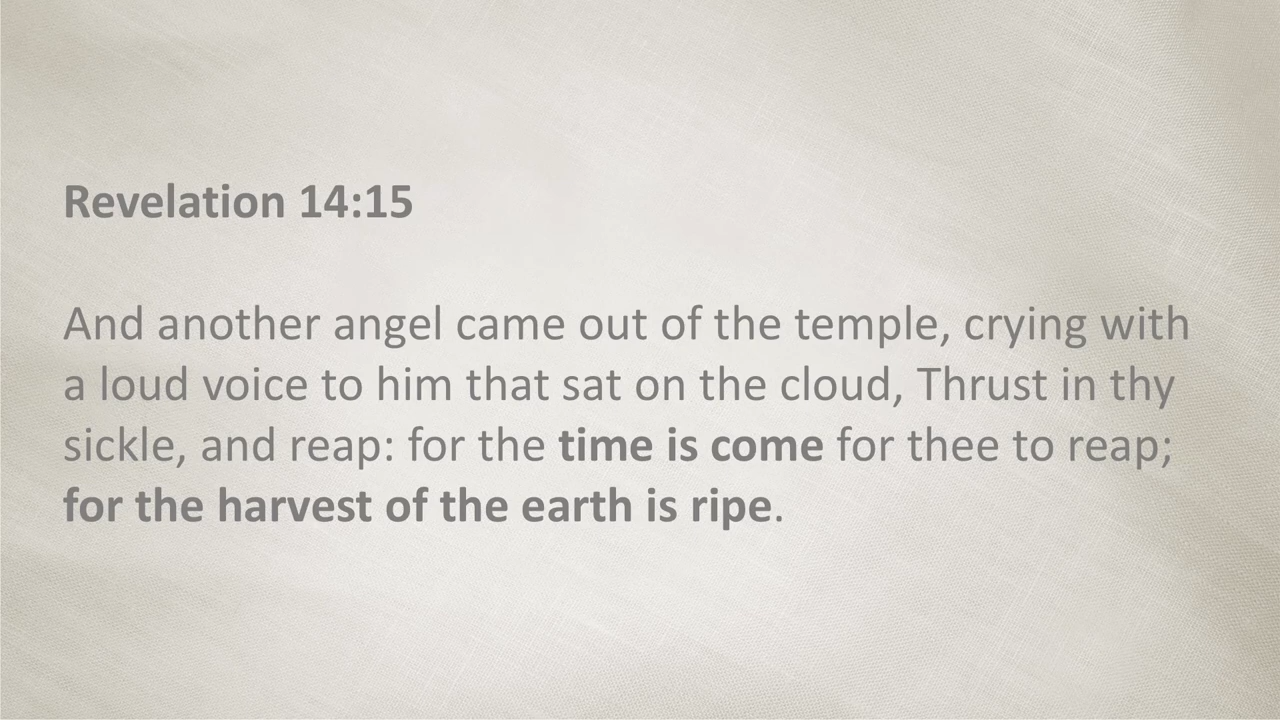 Revelation 14:15
And another angel came out of the temple, crying with
a loud voice to him that sat on the cloud, Thrust in thy
sickle, and reap: for the time is come for thee to reap;
for the harvest of the earth is ripe.